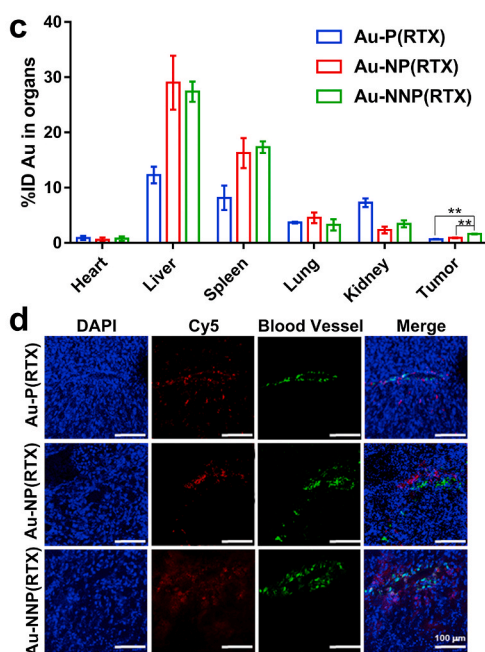 c
40
30
20
10
0
%ID Au in organs
Au-P(RTX)
Au-NP(RTX)
Au-NNP(RTX)
**
**
Heart
Liver
Spleen
Lung
Kidney
Tumor
d
DAPI Cy5 Blood Vessel Merge
Au-P(RTX)
Au-NP(RTX)
Au-NNP(RTX)
100 μm